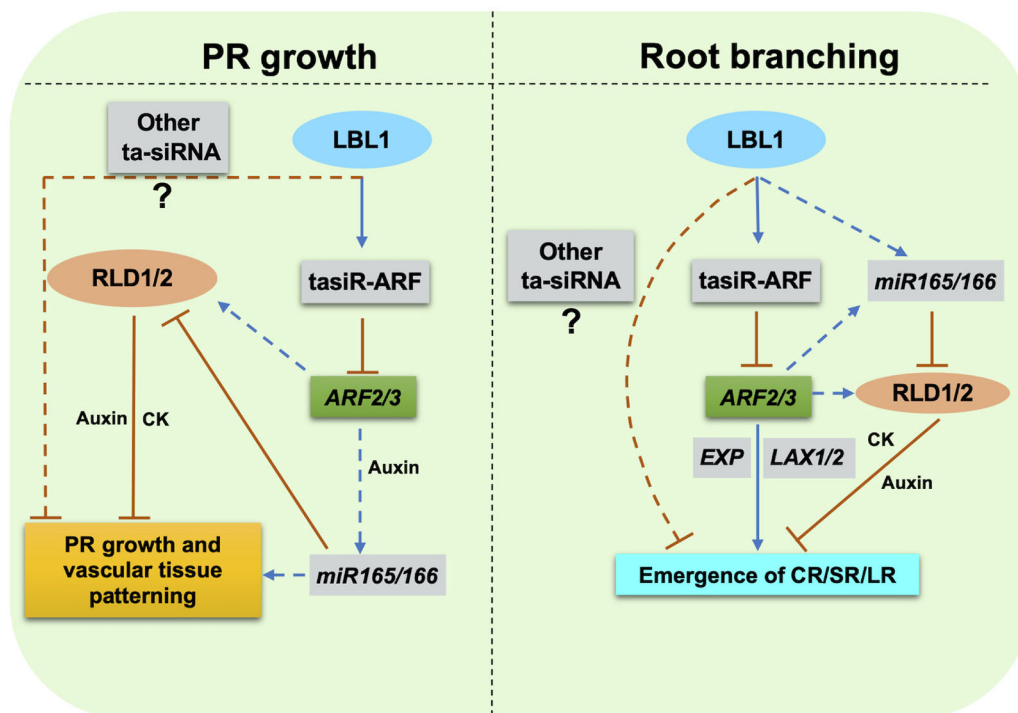 PR growth
Other
ta-siRNA
?
LBL1
RLD1/2
tasiR-ARF
ARF2/3
Auxin
CK
Auxin
PR growth and
vascular tissue
patterning
miR165/166
Root branching
LBL1
Other
ta-siRNA
?
tasiR-ARF
miR165/166
ARF2/3
RLD1/2
EXP
LAX1/2
CK
Auxin
Emergence of CR/SR/LR